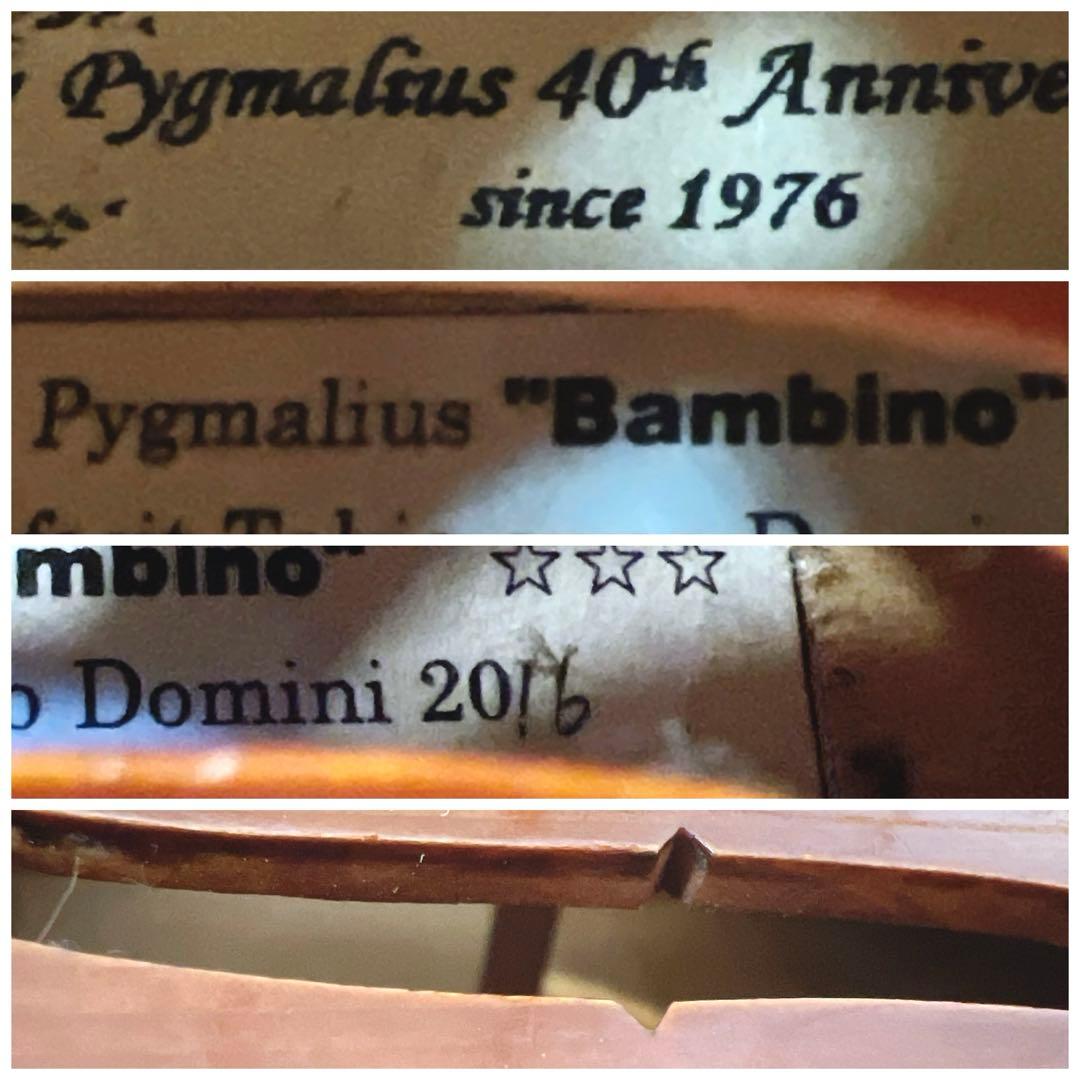 Pygmalius 40th Annive
since 1976
Pygmalius "Bambino"
mbino" ☆☆☆
o Domini 2016